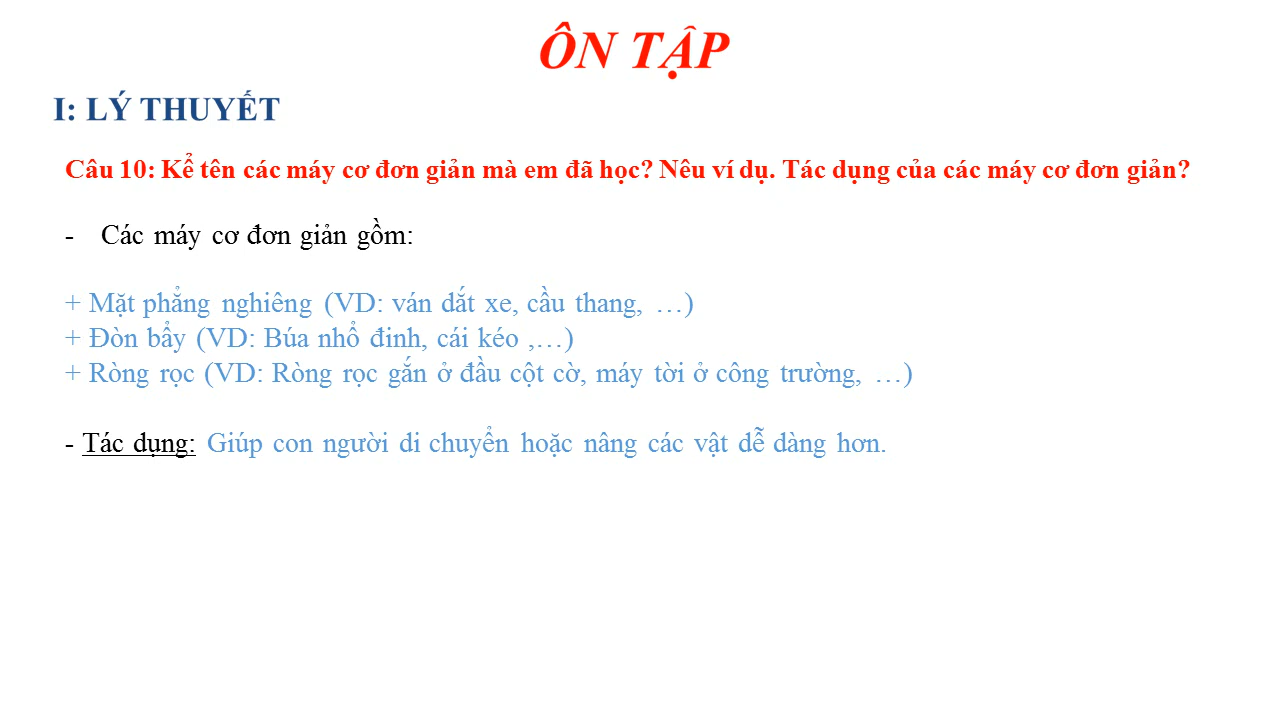 ÔN TẬP
I: LÝ THUYẾT
Câu 10: Kể tên các máy cơ đơn giản mà em đã học? Nêu ví dụ. Tác dụng của các máy cơ đơn giản?
- Các máy cơ đơn giản gồm:
+ Mặt phẳng nghiêng (VD: ván dắt xe, cầu thang, …)
+ Đòn bẩy (VD: Búa nhổ đinh, cái kéo ,…)
+ Ròng rọc (VD: Ròng rọc gắn ở đầu cột cờ, máy tời ở công trường, …)
- Tác dụng: Giúp con người di chuyển hoặc nâng các vật dễ dàng hơn.